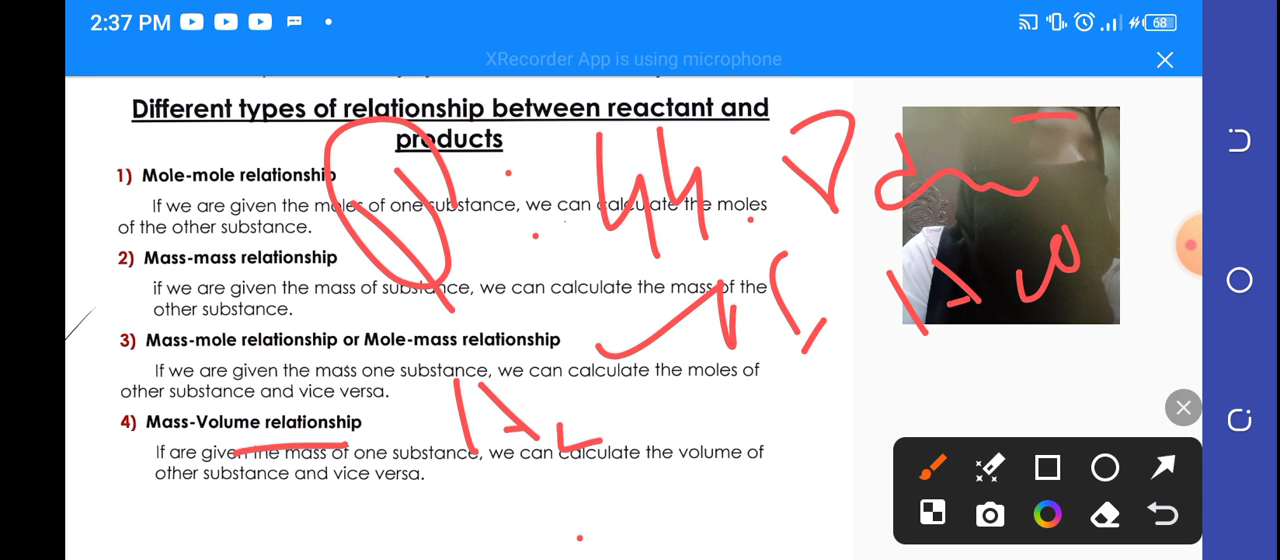 2:37 PM
68
XRecorder App is using microphone
Different types of relationship between reactant and
products
1) Mole-mole relationship
If we are given the moles of one substance, we can calculate the moles
of the other substance.
2) Mass-mass relationship
if we are given the mass of substance, we can calculate the mass of the
other substance.
3) Mass-mole relationship or Mole-mass relationship
If we are given the mass one substance, we can calculate the moles of
other substance and vice versa.
4) Mass-Volume relationship
If are given the mass of one substance, we can calculate the volume of
other substance and vice versa.
Q: 44.8 d